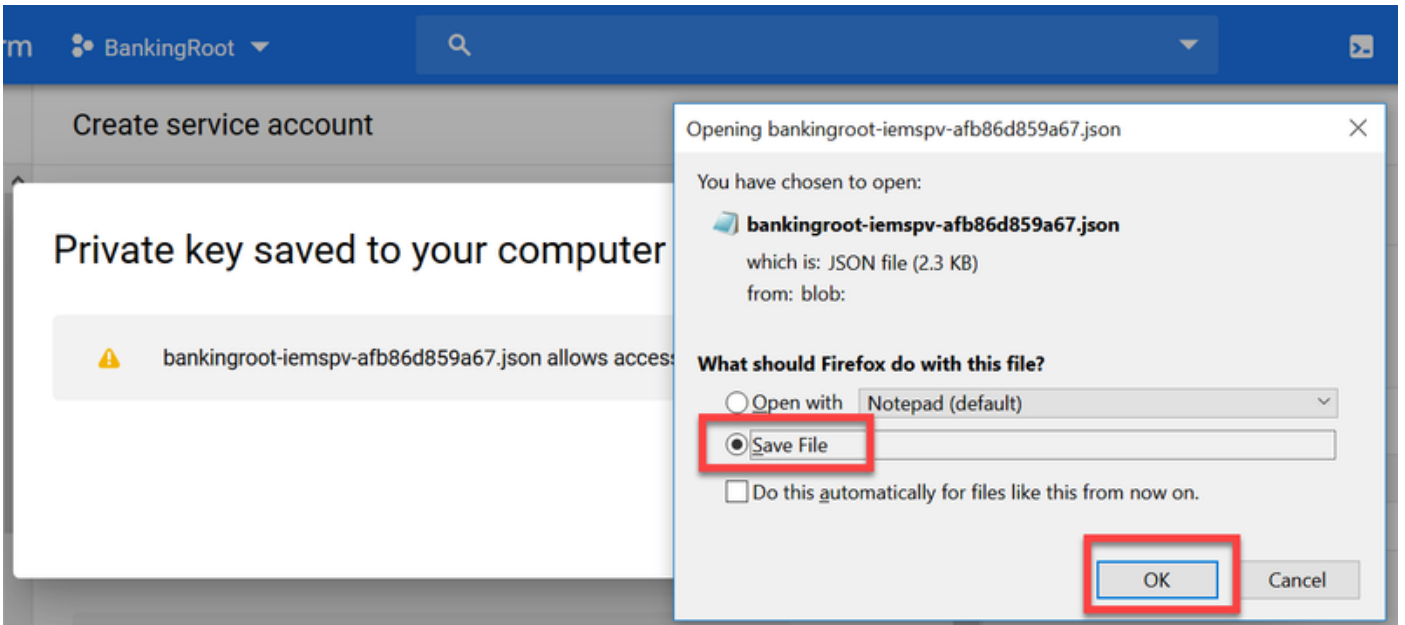 rm BankingRoot
Create service account
Private key saved to your computer
bankingroot-iemspv-afb86d859a67.json allows access
Opening bankingroot-iemspv-afb86d859a67.json
You have chosen to open:
bankingroot-iemspv-afb86d859a67.json
which is: JSON file (2.3 KB)
from: blob:
What should Firefox do with this file?
Open with Notepad (default)
Save File
Do this automatically for files like this from now on.
OK Cancel